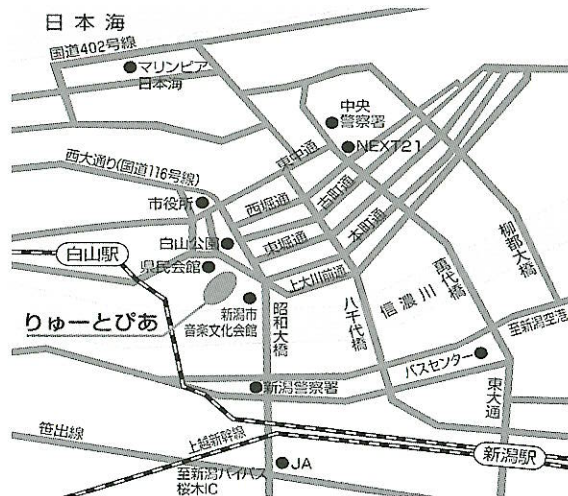 日本海
国道402号線
マリンピア
日本海
中央
警察署
NEXT21
東中通
西大通り(国道116号線)
市役所
西堀通
古町通
白山公園
東堀通
本町通
柳都大橋
白山駅
県民会館
上大川前通
萬代橋
信濃川
八千代橋
昭和大橋
りゅーとぴあ
新潟市
音楽文化会館
至新潟空港
バスセンター
新潟警察署
東大通
笹出線
上越新幹線
新潟駅
JA
至新潟バイパス
桜木IC